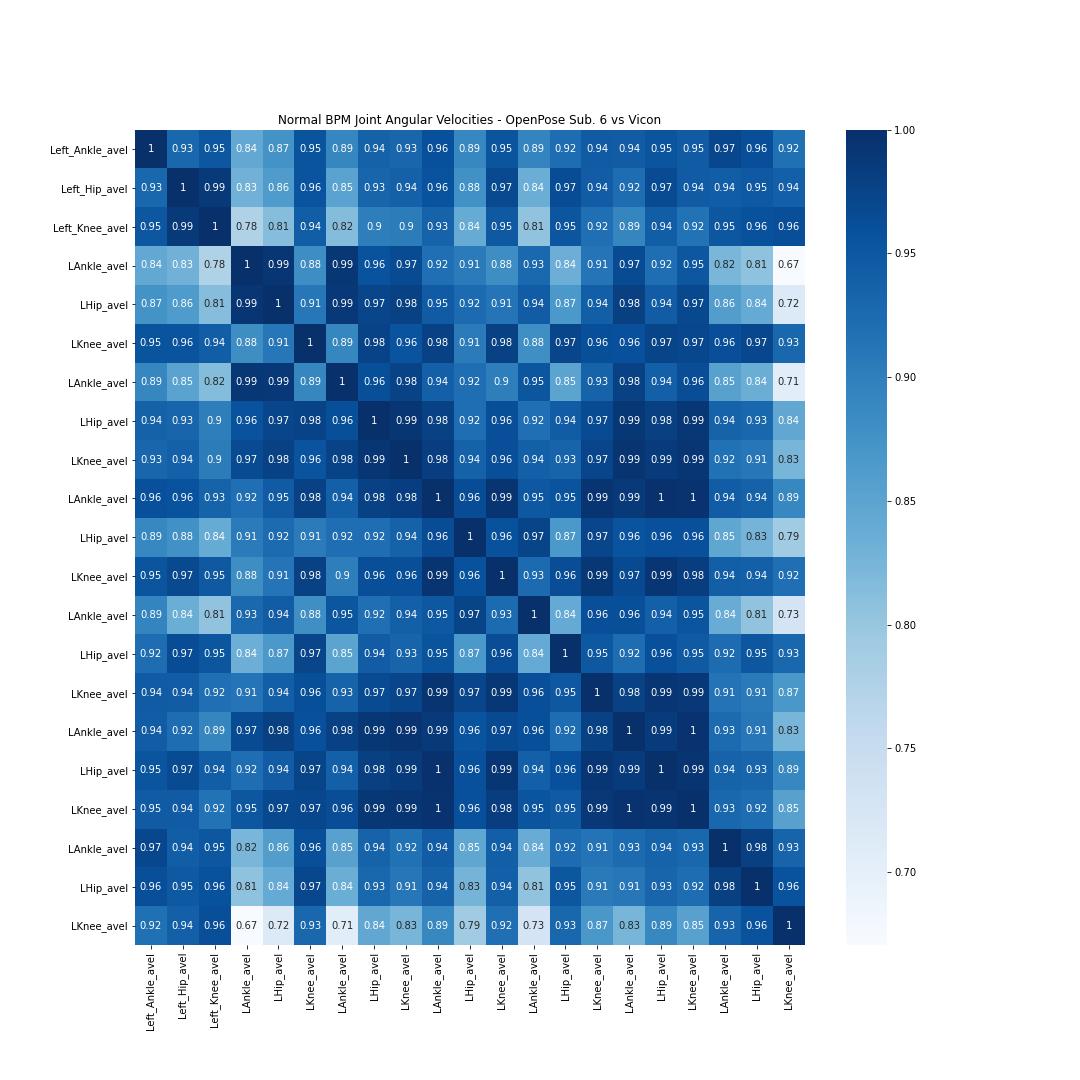 Normal BPM Joint Angular Velocities - OpenPose Sub. 6 vs Vicon
Left_Ankle_avel 1 0.93 0.95 0.84 0.87 0.95 0.89 0.94 0.93 0.96 0.89 0.95 0.89 0.92 0.94 0.94 0.95 0.95 0.97 0.96 0.92
Left_Hip_avel 0.93 1 0.99 0.83 0.86 0.96 0.85 0.93 0.94 0.96 0.88 0.97 0.84 0.97 0.94 0.92 0.97 0.94 0.94 0.95 0.94
Left_Knee_avel 0.95 0.99 1 0.78 0.81 0.94 0.82 0.9 0.9 0.93 0.84 0.95 0.81 0.95 0.92 0.89 0.94 0.92 0.95 0.96 0.96
LAnkle_avel 0.84 0.83 0.78 1 0.99 0.88 0.99 0.96 0.97 0.92 0.91 0.88 0.93 0.84 0.91 0.97 0.92 0.95 0.82 0.81 0.67
LHip_avel 0.87 0.86 0.81 0.99 1 0.91 0.99 0.97 0.98 0.95 0.92 0.91 0.94 0.87 0.94 0.98 0.94 0.97 0.86 0.84 0.72
LKnee_avel 0.95 0.96 0.94 0.88 0.91 1 0.89 0.98 0.96 0.98 0.91 0.98 0.88 0.97 0.96 0.96 0.97 0.97 0.96 0.97 0.93
LAnkle_avel 0.89 0.85 0.82 0.99 0.99 0.89 1 0.96 0.98 0.94 0.92 0.9 0.95 0.85 0.93 0.98 0.94 0.96 0.85 0.84 0.71
LHip_avel 0.94 0.93 0.9 0.96 0.97 0.98 0.96 1 0.99 0.98 0.92 0.96 0.92 0.94 0.97 0.99 0.98 0.99 0.94 0.93 0.84
LKnee_avel 0.93 0.94 0.9 0.97 0.98 0.96 0.98 0.99 1 0.98 0.94 0.96 0.94 0.93 0.97 0.99 0.99 0.99 0.92 0.91 0.83
LAnkle_avel 0.96 0.96 0.93 0.92 0.95 0.98 0.94 0.98 0.98 1 0.96 0.99 0.95 0.95 0.99 0.99 1 1 0.94 0.94 0.89
LHip_avel 0.89 0.88 0.84 0.91 0.92 0.91 0.92 0.92 0.94 0.96 1 0.96 0.97 0.87 0.97 0.96 0.96 0.96 0.85 0.83 0.79
LKnee_avel 0.95 0.97 0.95 0.88 0.91 0.98 0.9 0.96 0.96 0.99 0.96 1 0.93 0.96 0.99 0.97 0.99 0.98 0.94 0.94 0.92
LAnkle_avel 0.89 0.84 0.81 0.93 0.94 0.88 0.95 0.92 0.94 0.95 0.97 0.93 1 0.84 0.96 0.96 0.94 0.95 0.84 0.81 0.73
LHip_avel 0.92 0.97 0.95 0.84 0.87 0.97 0.85 0.94 0.93 0.95 0.87 0.96 0.84 1 0.95 0.92 0.96 0.95 0.92 0.95 0.93
LKnee_avel 0.94 0.94 0.92 0.91 0.94 0.96 0.93 0.97 0.97 0.99 0.97 0.99 0.96 0.95 1 0.98 0.99 0.99 0.91 0.91 0.87
LAnkle_avel 0.94 0.92 0.89 0.97 0.98 0.96 0.98 0.99 0.99 0.99 0.96 0.97 0.96 0.92 0.98 1 0.99 1 0.93 0.91 0.83
LHip_avel 0.95 0.97 0.94 0.92 0.94 0.97 0.94 0.98 0.99 1 0.96 0.99 0.94 0.96 0.99 0.99 1 0.99 0.94 0.93 0.89
LKnee_avel 0.95 0.94 0.92 0.95 0.97 0.97 0.96 0.99 0.99 1 0.96 0.98 0.95 0.95 0.99 1 0.99 1 0.93 0.92 0.85
LAnkle_avel 0.97 0.94 0.95 0.82 0.86 0.96 0.85 0.94 0.92 0.94 0.85 0.94 0.84 0.92 0.91 0.93 0.94 0.93 1 0.98 0.93
LHip_avel 0.96 0.95 0.96 0.81 0.84 0.97 0.84 0.93 0.91 0.94 0.83 0.94 0.81 0.95 0.91 0.91 0.93 0.92 0.98 1 0.96
LKnee_avel 0.92 0.94 0.96 0.67 0.72 0.93 0.71 0.84 0.83 0.89 0.79 0.92 0.73 0.93 0.87 0.83 0.89 0.85 0.93 0.96 1
Left_Ankle_avel
Left_Hip_avel
Left_Knee_avel
LAnkle_avel
LHip_avel
LKnee_avel
LAnkle_avel
LHip_avel
LKnee_avel
LAnkle_avel
LHip_avel
LKnee_avel
LAnkle_avel
LHip_avel
LKnee_avel
LAnkle_avel
LHip_avel
LKnee_avel
LAnkle_avel
LHip_avel
LKnee_avel
1.00
0.95
0.90
0.85
0.80
0.75
0.70